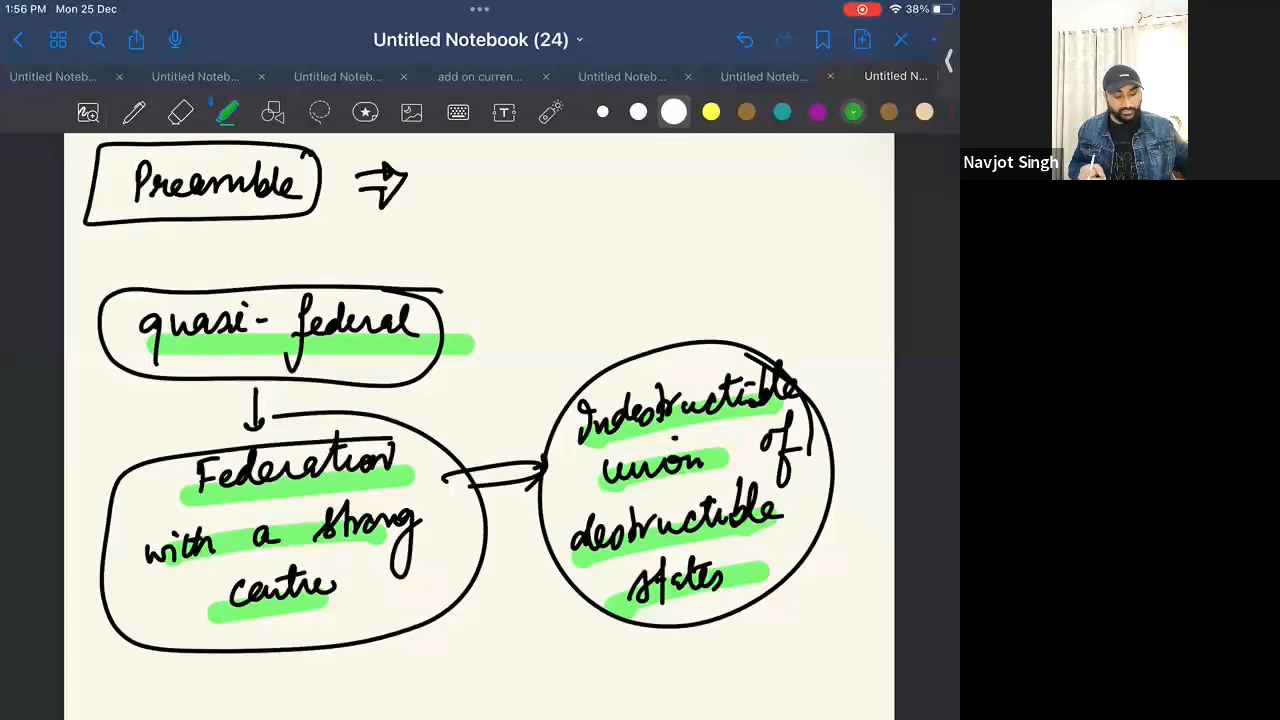 1:56 PM Mon 25 Dec
38%
Untitled Notebook (24)
Untitled Noteb...
Untitled Noteb...
Untitled Noteb...
add on curren...
Untitled Noteb...
Untitled Noteb...
Untitled N...
Navjot Singh
Preamble
quasi- federal
Federation
with a strong
centre
Indestructible
union of
destructible
states